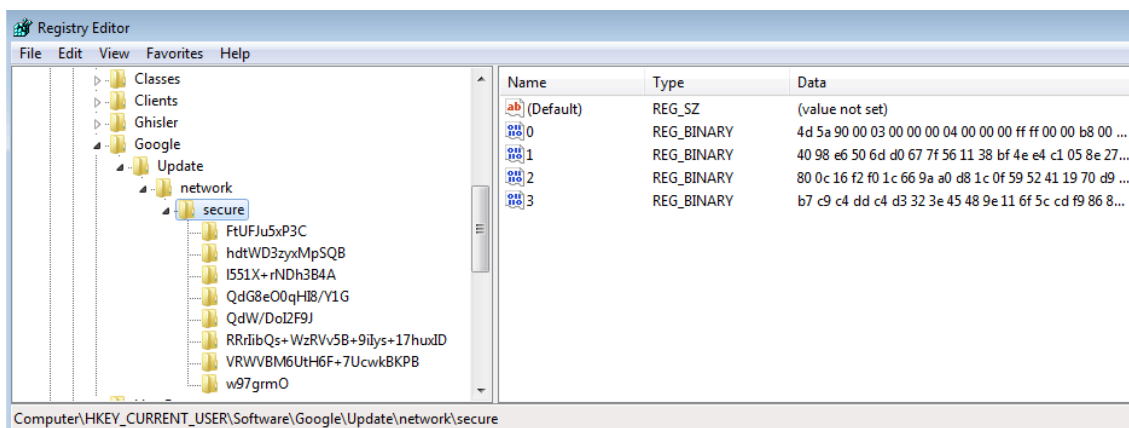 Registry Editor
File Edit View Favorites Help
Classes
Clients
Ghisler
Google
Update
network
secure
FtUFJu5xP3C
hdtWD3zyxMpSQB
I551X+rNDh3B4A
QdG8eO0qHI8/Y1G
QdW/DoI2F9J
RRrIibQs+WzRVv5B+9iIys+17huxID
VRWVBM6UtH6F+7UcwkBKPB
w97grmO
Name Type Data
(Default) REG_SZ (value not set)
0 REG_BINARY 4d 5a 90 00 03 00 00 00 04 00 00 00 ff ff 00 00 b8 00 ...
1 REG_BINARY 40 98 e6 50 6d d0 67 7f 56 11 38 bf 4e e4 c1 05 8e 27...
2 REG_BINARY 80 0c 16 f2 f0 1c 66 9a a0 d8 1c 0f 59 52 41 19 70 d9 ...
3 REG_BINARY b7 c9 c4 dd c4 d3 32 3e 45 48 9e 11 6f 5c cd f9 86 8...
Computer\HKEY_CURRENT_USER\Software\Google\Update\network\secure